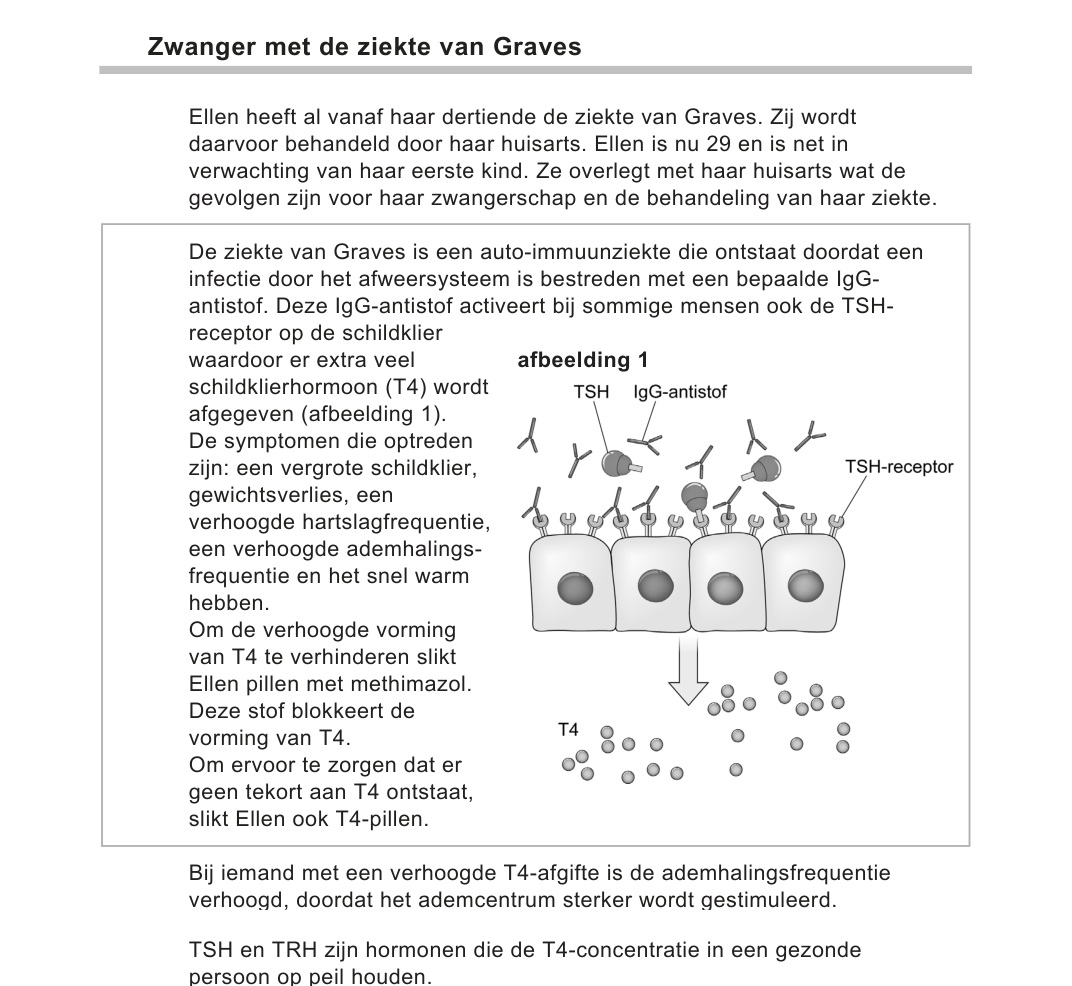 Zwanger met de ziekte van Graves
Ellen heeft al vanaf haar dertiende de ziekte van Graves. Zij wordt
daarvoor behandeld door haar huisarts. Ellen is nu 29 en is net in
verwachting van haar eerste kind. Ze overlegt met haar huisarts wat de
gevolgen zijn voor haar zwangerschap en de behandeling van haar ziekte.
De ziekte van Graves is een auto-immuunziekte die ontstaat doordat een
infectie door het afweersysteem is bestreden met een bepaalde IgG-
antistof. Deze IgG-antistof activeert bij sommige mensen ook de TSH-
receptor op de schildklier
waardoor er extra veel
schildklierhormoon (T4) wordt
afgegeven (afbeelding 1).
De symptomen die optreden
zijn: een vergrote schildklier,
gewichtsverlies, een
verhoogde hartslagfrequentie,
een verhoogde ademhalings-
frequentie en het snel warm
hebben.
Om de verhoogde vorming
van T4 te verhinderen slikt
Ellen pillen met methimazol.
Deze stof blokkeert de
vorming van T4.
Om ervoor te zorgen dat er
geen tekort aan T4 ontstaat,
slikt Ellen ook T4-pillen.
afbeelding 1
TSH
IgG-antistof
TSH-receptor
T4
Bij iemand met een verhoogde T4-afgifte is de ademhalingsfrequentie
verhoogd, doordat het ademcentrum sterker wordt gestimuleerd.
TSH en TRH zijn hormonen die de T4-concentratie in een gezonde
persoon op peil houden.